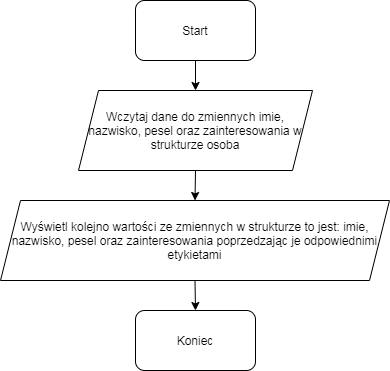 Start
Wczytaj dane do zmiennych imie,
nazwisko, pesel oraz zainteresowania w
strukturze osoba
Wyświetl kolejno wartości ze zmiennych w strukturze to jest: imie,
nazwisko, pesel oraz zainteresowania poprzedzając je odpowiednimi
etykietami
Koniec